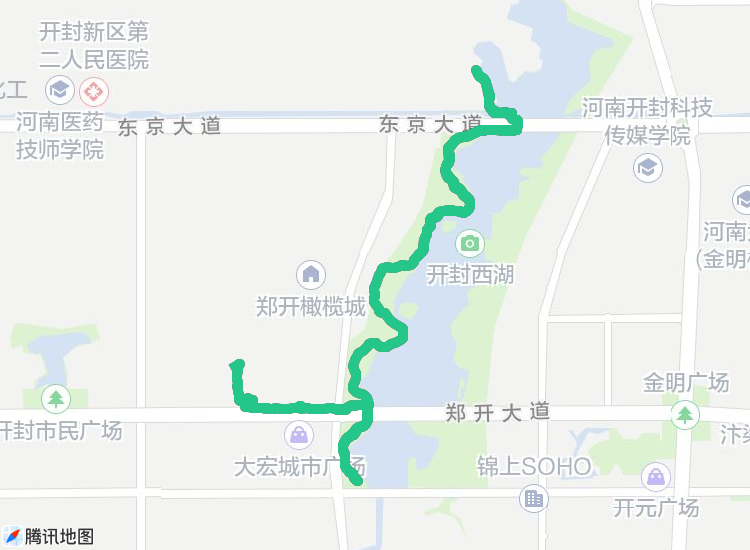 开封新区第
二人民医院
化工
河南医药
技师学院
东京大道
东京大道
河南开封科技
传媒学院
河南大
(金明校
开封西湖
郑开橄榄城
金明广场
郑开大道
开封市民广场
汴梁
大宏城市广场
锦上SOHO
开元广场
腾讯地图